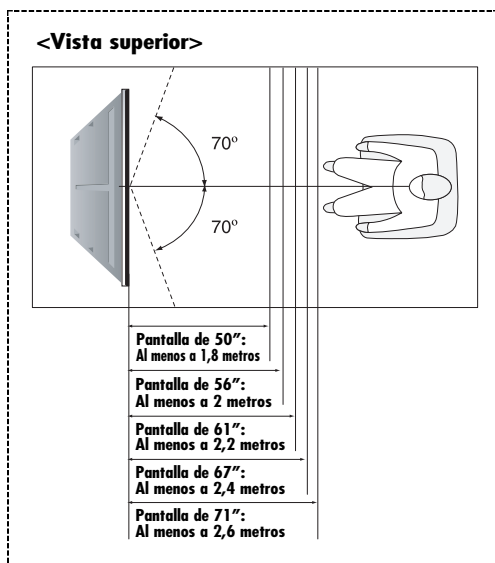 <Vista superior>
70º
70º
Pantalla de 50":
Al menos a 1,8 metros
Pantalla de 56":
Al menos a 2 metros
Pantalla de 61":
Al menos a 2,2 metros
Pantalla de 67":
Al menos a 2,4 metros
Pantalla de 71":
Al menos a 2,6 metros